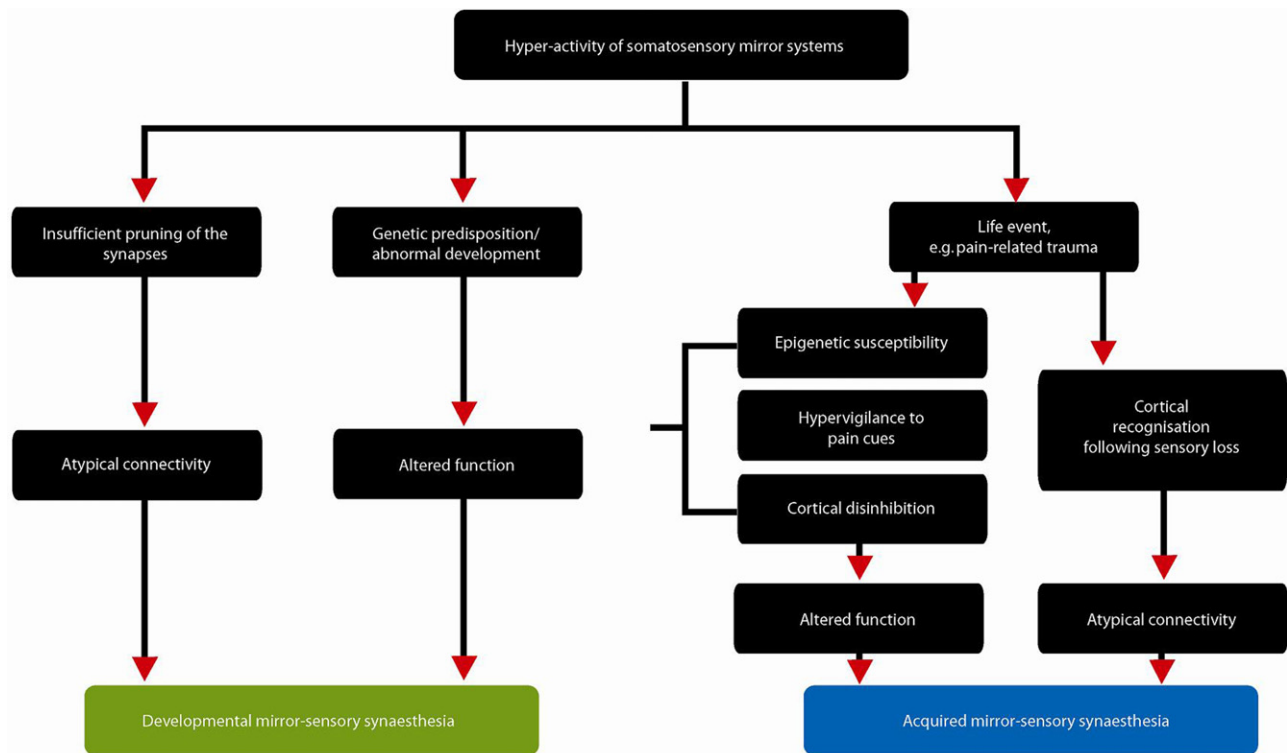 Hyper-activity of somatosensory mirror systems
Insufficient pruning of the
synapses
Genetic predisposition/
abnormal development
Life event,
e.g. pain-related trauma
Epigenetic susceptibility
Hypervigilance to
pain cues
Cortical
recognisation
following sensory loss
Atypical connectivity
Altered function
Cortical disinhibition
Altered function
Atypical connectivity
Developmental mirror-sensory synaesthesia
Acquired mirror-sensory synaesthesia